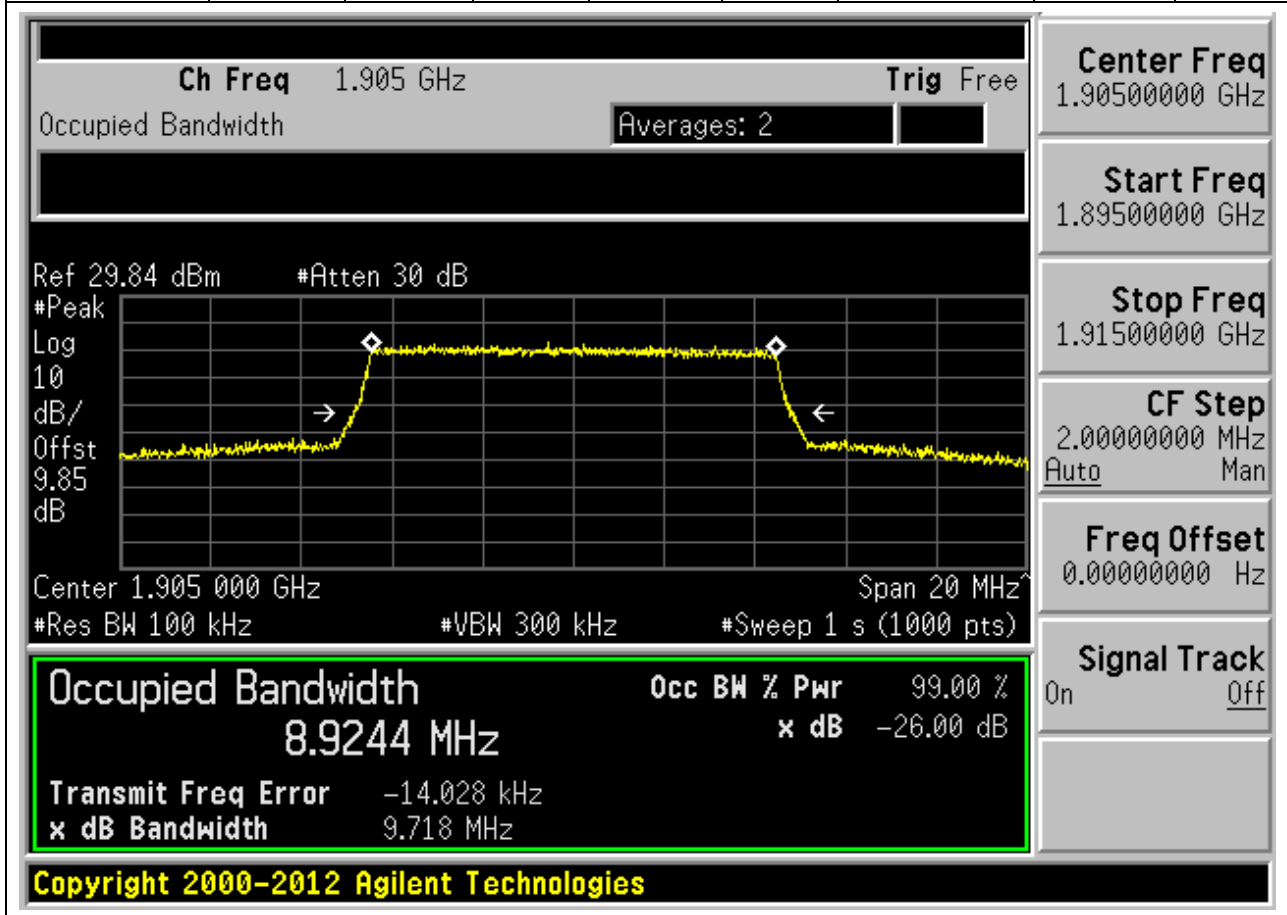 Ch Freq 1.905 GHz Trig Free
Occupied Bandwidth Averages: 2
Ref 29.84 dBm #Atten 30 dB
#Peak
Log
10
dB/
Offst
9.85
dB
Center 1.905 000 GHz Span 20 MHz^
#Res BW 100 kHz #VBW 300 kHz #Sweep 1 s (1000 pts)
Occupied Bandwidth
8.9244 MHz
Occ BW % Pwr 99.00 %
x dB -26.00 dB
Transmit Freq Error -14.028 kHz
x dB Bandwidth 9.718 MHz
Copyright 2000-2012 Agilent Technologies
Center Freq
1.90500000 GHz
Start Freq
1.89500000 GHz
Stop Freq
1.91500000 GHz
CF Step
2.00000000 MHz
Auto Man
Freq Offset
0.00000000 Hz
Signal Track
On Off